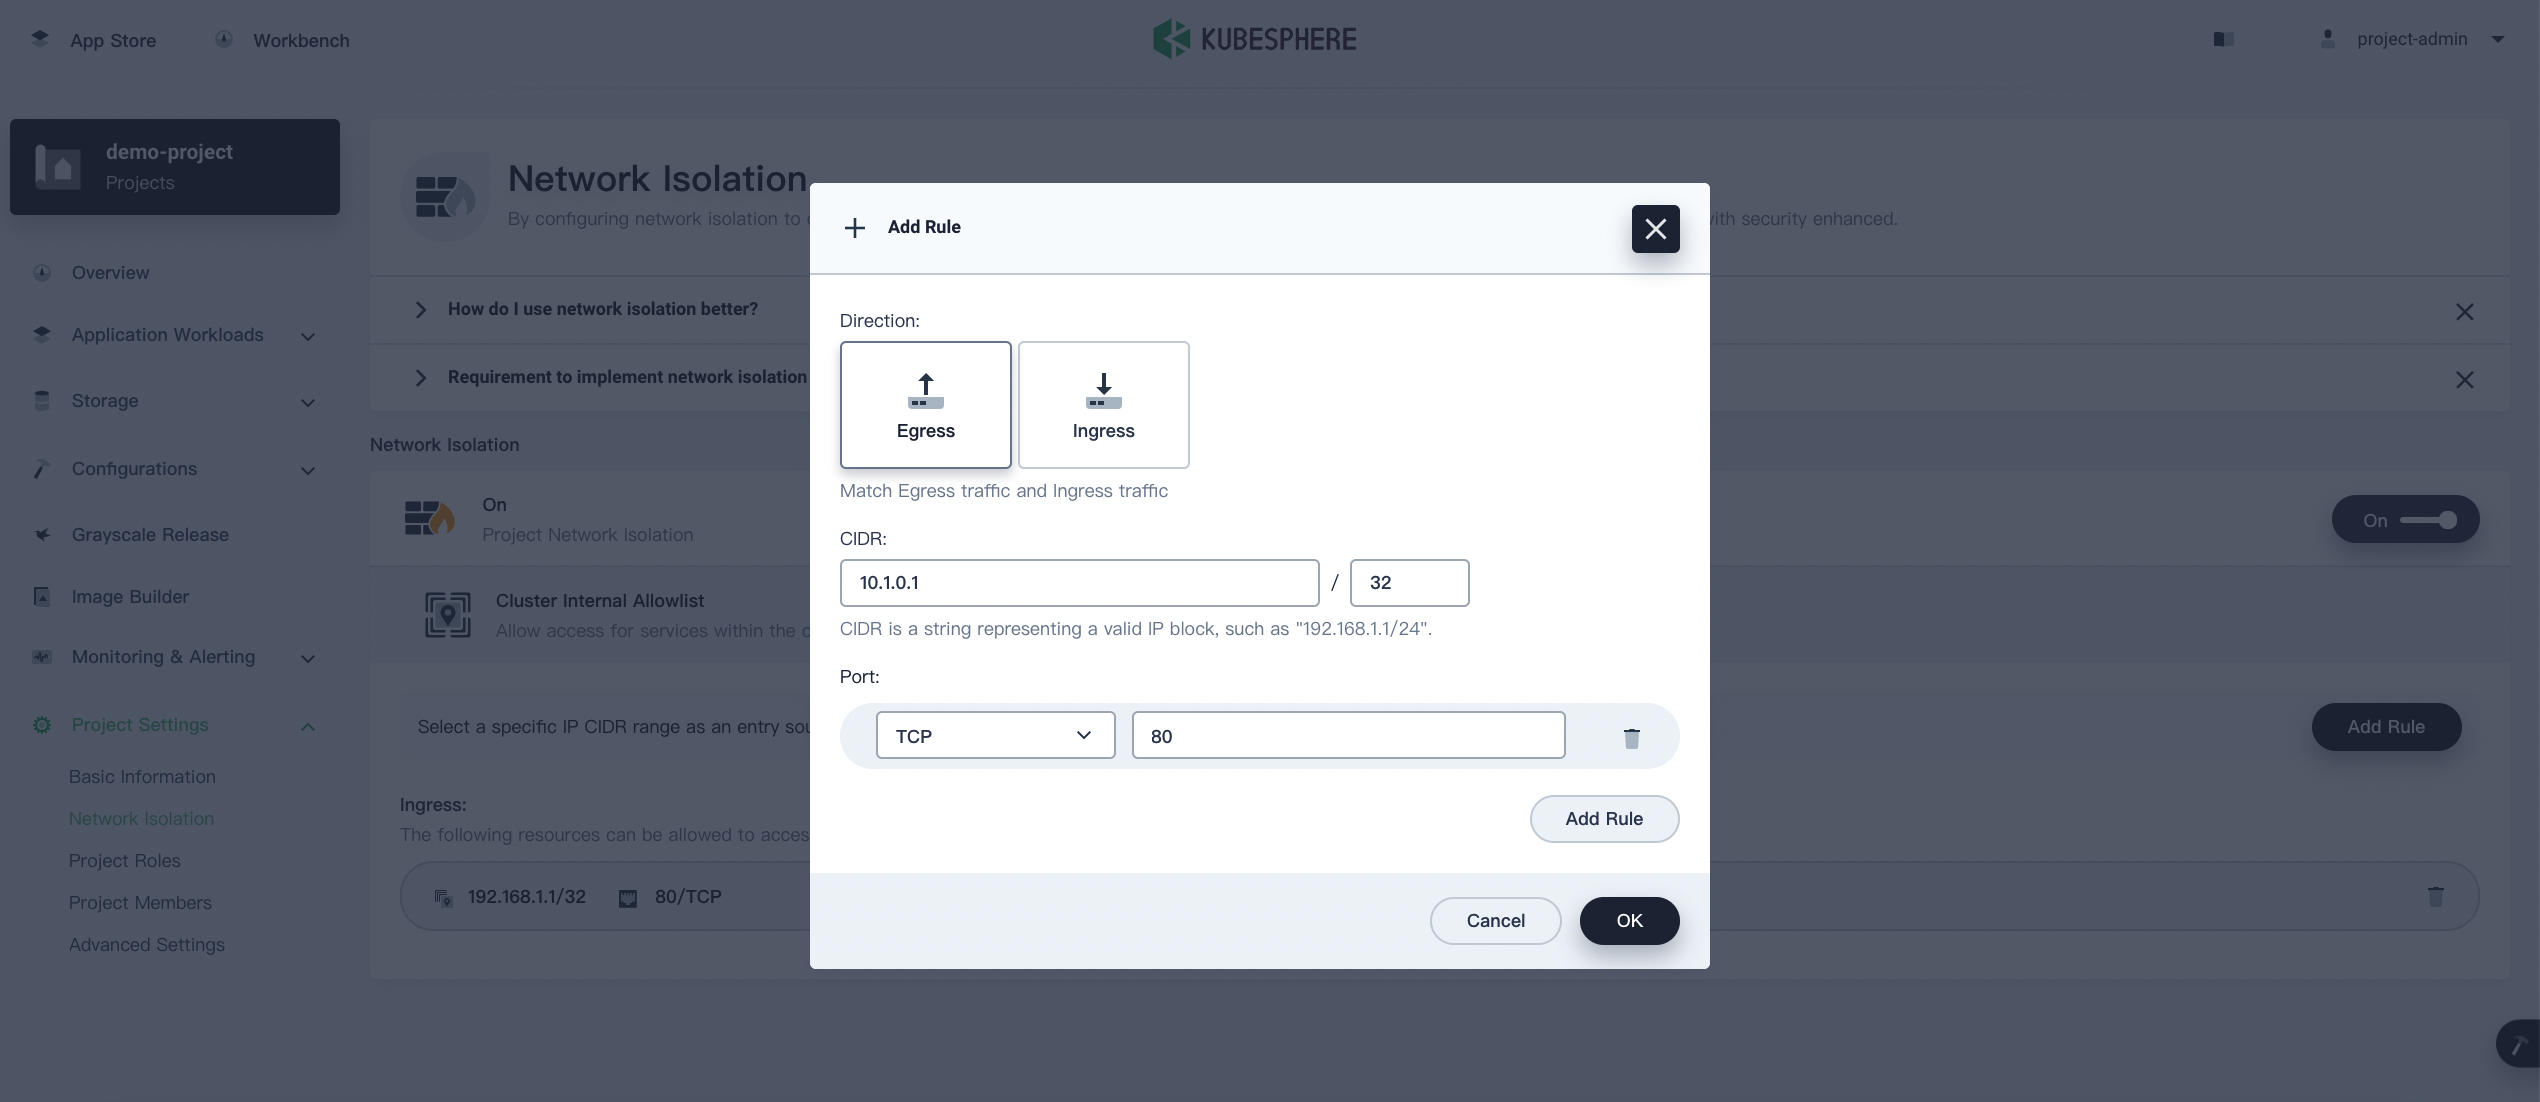 App Store
Workbench
KUBESPHERE
project-admin
demo-project
Projects
Overview
Application Workloads
Storage
Configurations
Grayscale Release
Image Builder
Monitoring & Alerting
Project Settings
Basic Information
Network Isolation
Project Roles
Project Members
Advanced Settings
Network Isolation
By configuring network isolation to
ith security enhanced.
How do I use network isolation better?
Requirement to implement network isolation
Network Isolation
On
Project Network Isolation
On
Cluster Internal Allowlist
Allow access for services within the c
Select a specific IP CIDR range as an entry sou
Add Rule
Ingress:
The following resources can be allowed to acces
192.168.1.1/32
80/TCP
Add Rule
Direction:
Egress
Ingress
Match Egress traffic and Ingress traffic
CIDR:
10.1.0.1 / 32
CIDR is a string representing a valid IP block, such as "192.168.1.1/24".
Port:
TCP
80
Add Rule
Cancel
OK